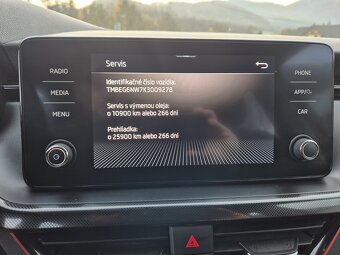 Servis
RADIO
MEDIA
MENU
Identifikačné číslo vozidla:
TMBEG6NW7K3009278
Servis s výmenou oleja:
o 10900 km alebo 266 dní
Prehliadka:
o 25900 km alebo 266 dní
PHONE
APP/
CAR